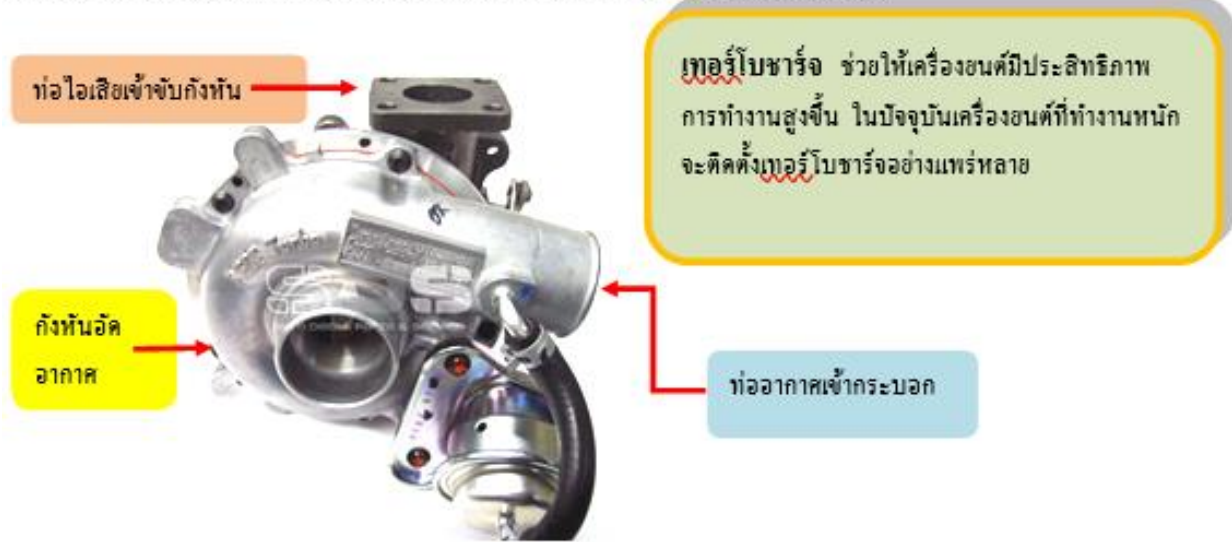 ท่อไอเสียเข้าขับกังหัน
เทอร์โบชาร์จ ช่วยให้เครื่องยนต์มีประสิทธิภาพ
การทำงานสูงขึ้น ในปัจจุบันเครื่องยนต์ที่ทำงานหนัก
จะติดตั้งเทอร์โบชาร์จอย่างแพร่หลาย
กังหันอัด
อากาศ
ท่ออากาศเข้ากระบอก